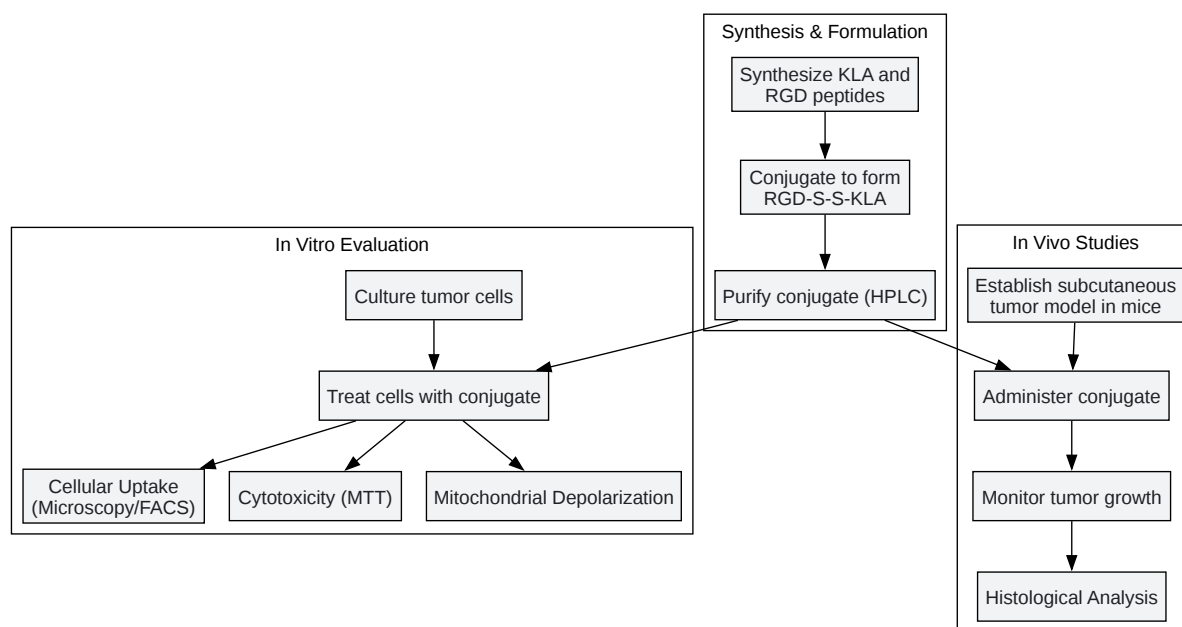 Synthesis & Formulation
Synthesize KLA and
RGD peptides
Conjugate to form
RGD-S-S-KLA
Purify conjugate (HPLC)
In Vitro Evaluation
Culture tumor cells
Treat cells with conjugate
Cellular Uptake
(Microscopy/FACS)
Cytotoxicity (MTT)
Mitochondrial Depolarization
In Vivo Studies
Establish subcutaneous
tumor model in mice
Administer conjugate
Monitor tumor growth
Histological Analysis